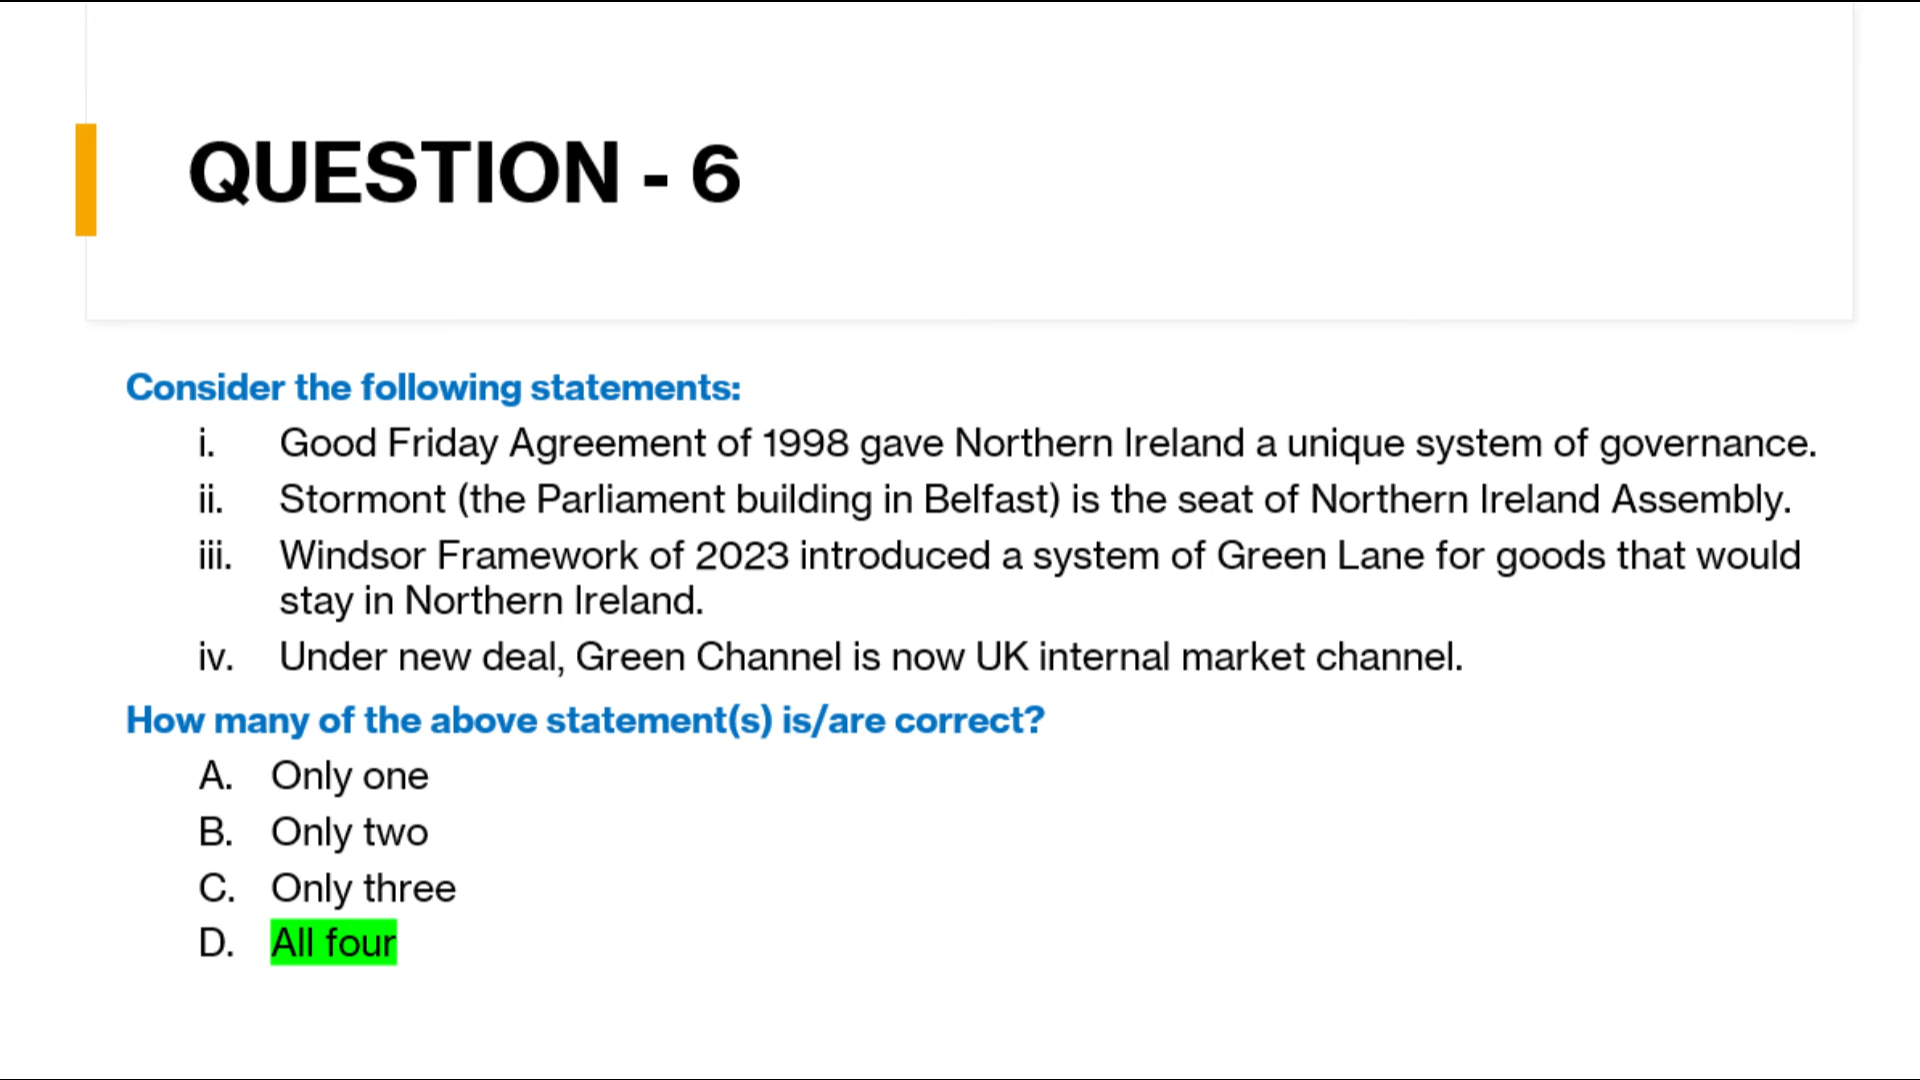 QUESTION - 6
Consider the following statements:
i. Good Friday Agreement of 1998 gave Northern Ireland a unique system of governance.
ii. Stormont (the Parliament building in Belfast) is the seat of Northern Ireland Assembly.
iii. Windsor Framework of 2023 introduced a system of Green Lane for goods that would
stay in Northern Ireland.
iv. Under new deal, Green Channel is now UK internal market channel.
How many of the above statement(s) is/are correct?
A. Only one
B. Only two
C. Only three
D. All four